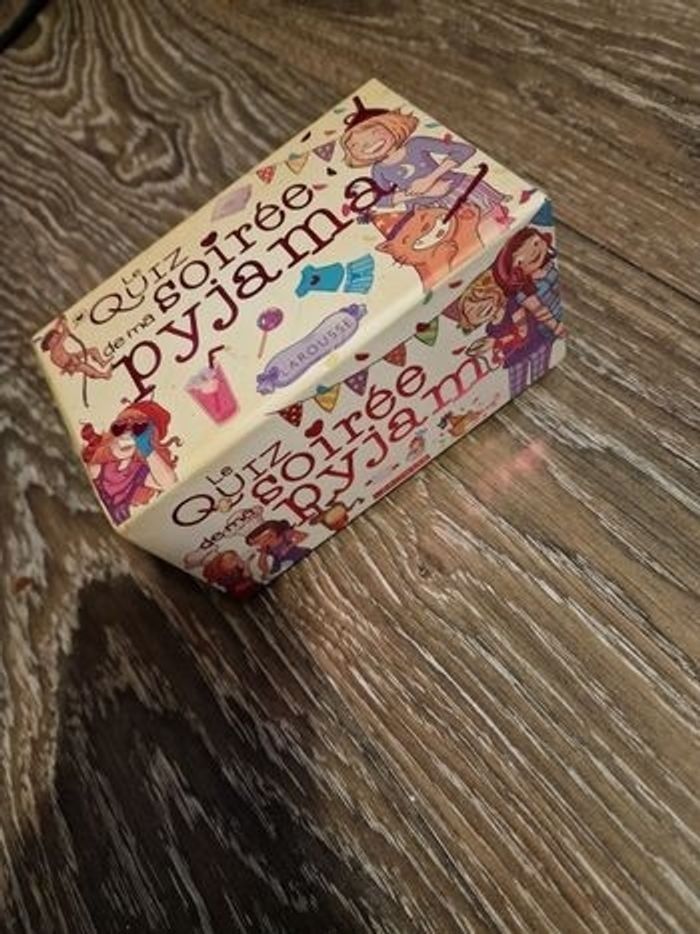 Le
QUIZ
de ma soirée
pyjama
LAROUSSE
Le
QUIZ
de ma soirée
pyjama